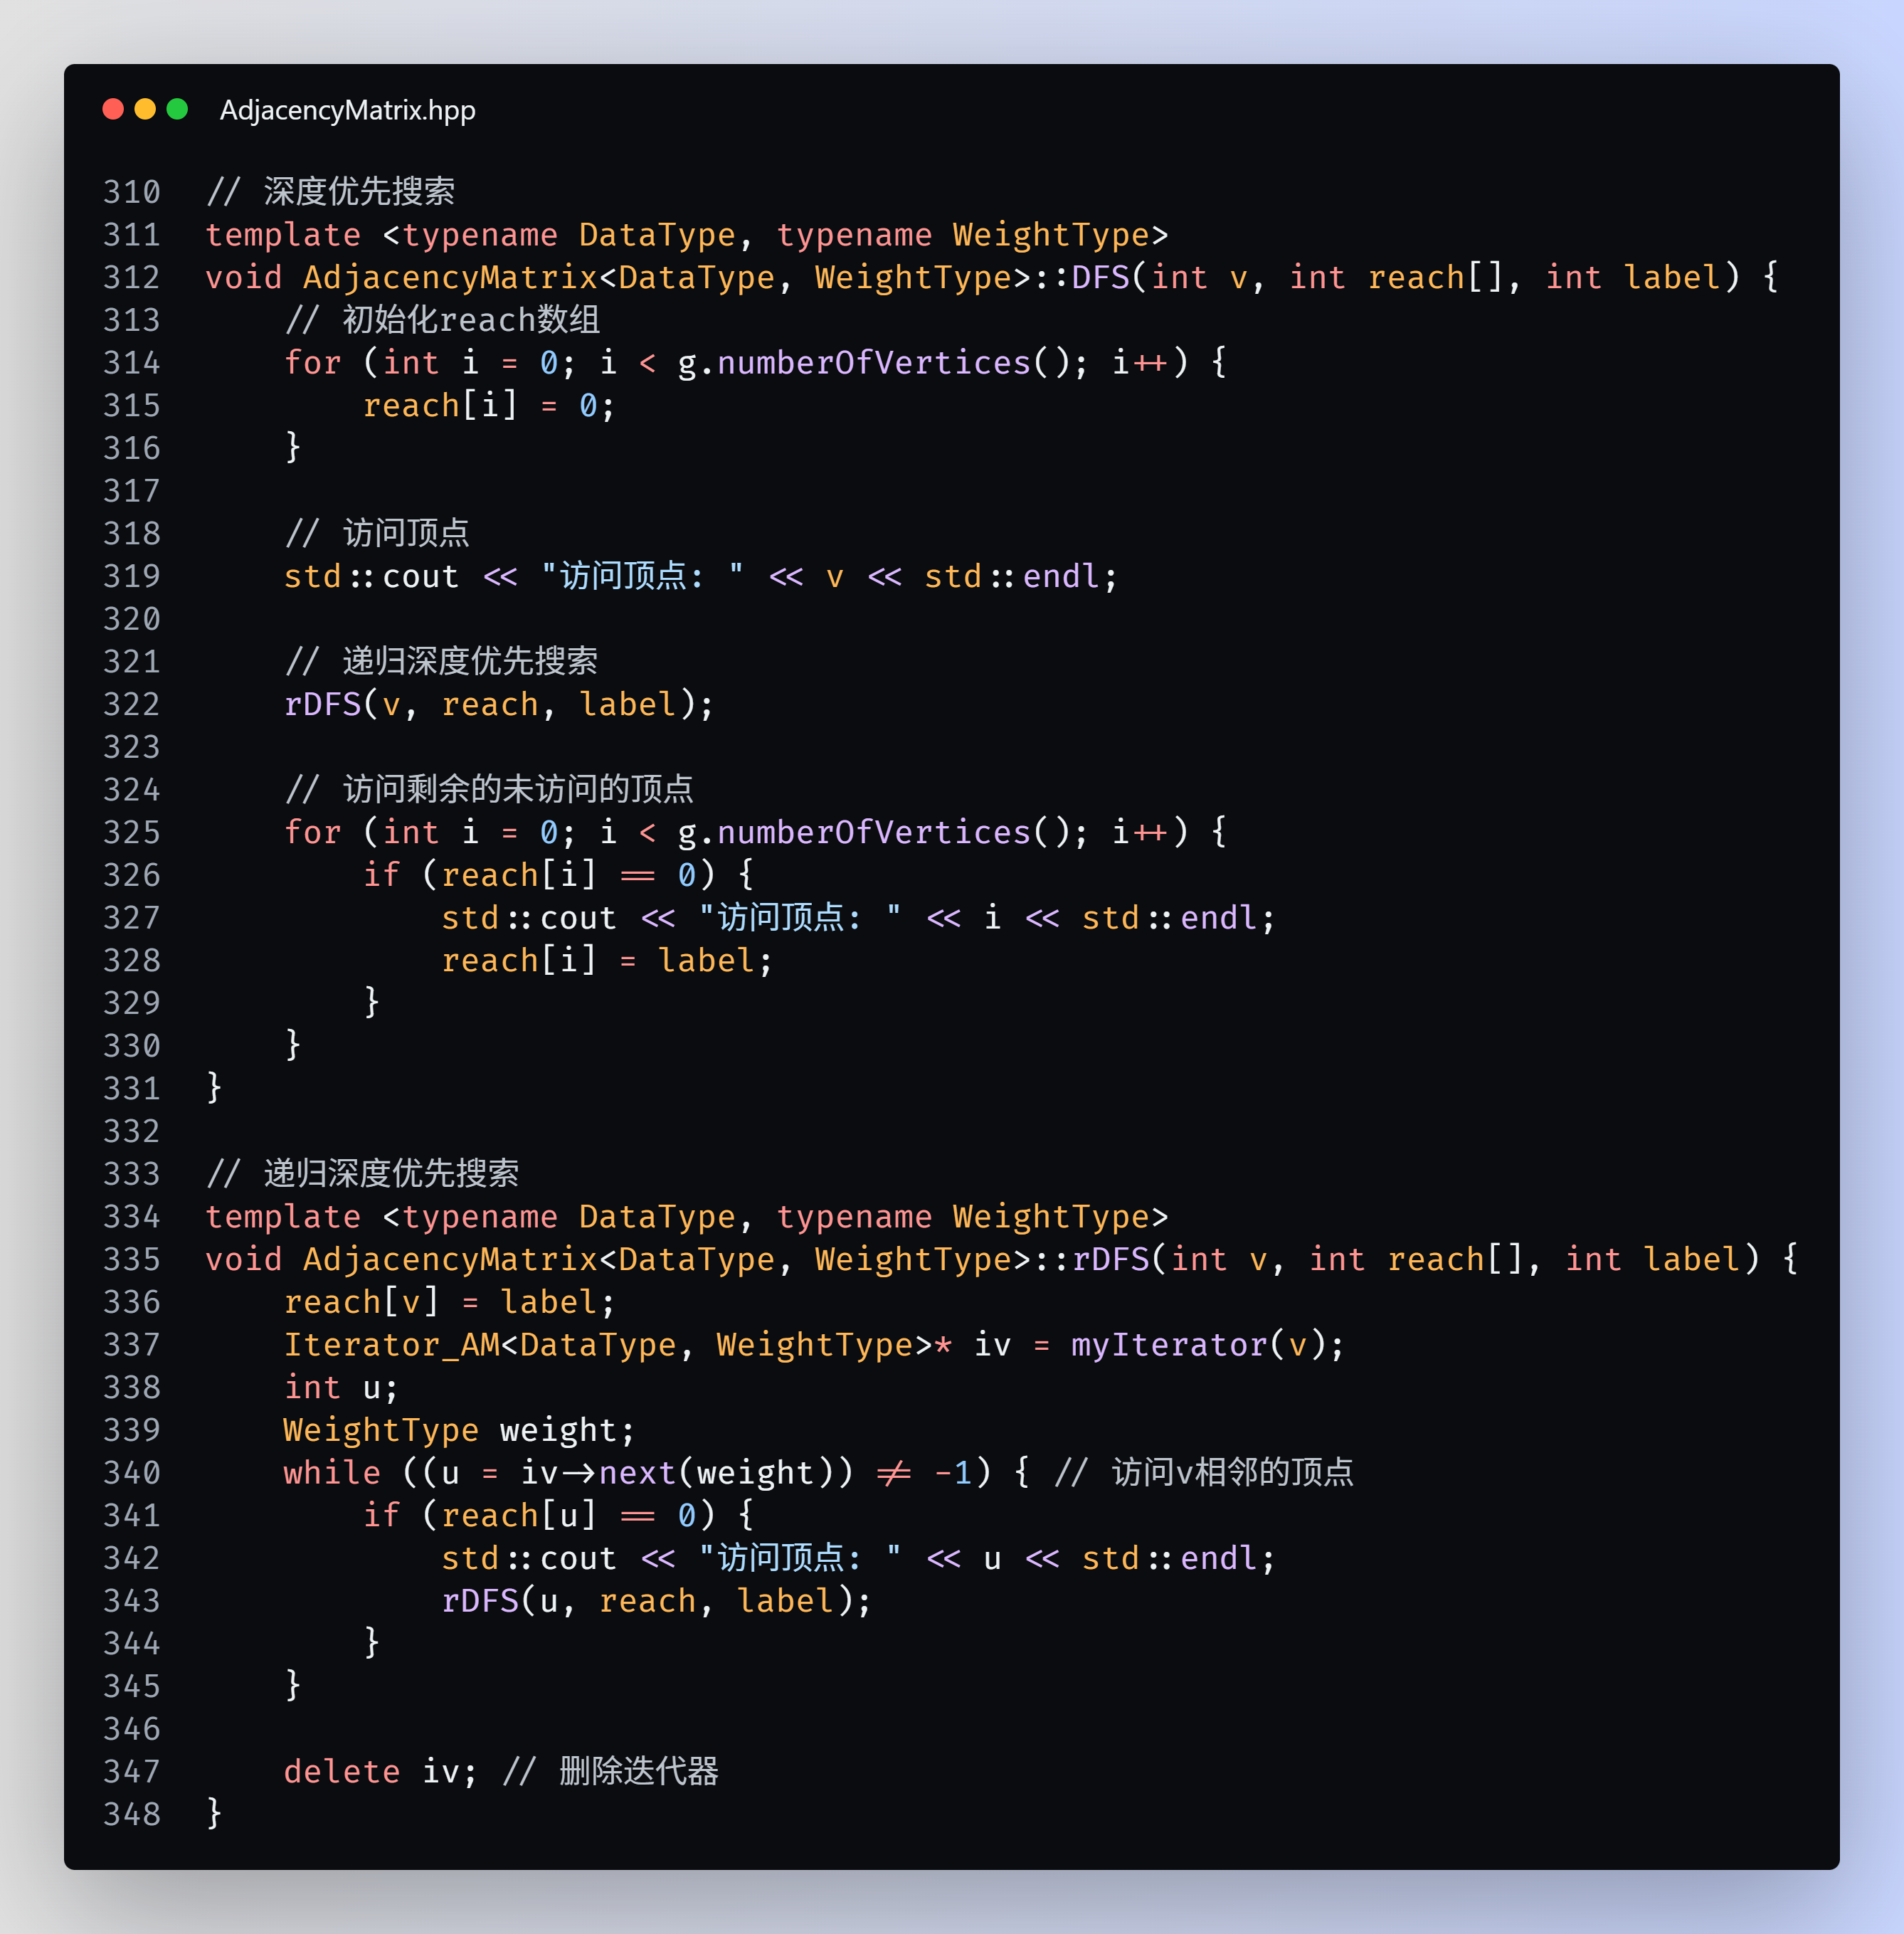 AdjacencyMatrix.hpp
310 // 深度优先搜索
311 template <typename DataType, typename WeightType>
312 void AdjacencyMatrix<DataType, WeightType>::DFS(int v, int reach[], int label) {
313     // 初始化reach数组
314     for (int i = 0; i < g.numberOfVertices(); i++) {
315         reach[i] = 0;
316     }
317
318     // 访问顶点
319     std::cout << "访问顶点: " << v << std::endl;
320
321     // 递归深度优先搜索
322     rDFS(v, reach, label);
323
324     // 访问剩余的未访问的顶点
325     for (int i = 0; i < g.numberOfVertices(); i++) {
326         if (reach[i] == 0) {
327             std::cout << "访问顶点: " << i << std::endl;
328             reach[i] = label;
329         }
330     }
331 }
332
333 // 递归深度优先搜索
334 template <typename DataType, typename WeightType>
335 void AdjacencyMatrix<DataType, WeightType>::rDFS(int v, int reach[], int label) {
336     reach[v] = label;
337     Iterator_AM<DataType, WeightType>* iv = myIterator(v);
338     int u;
339     WeightType weight;
340     while ((u = iv->next(weight)) != -1) { // 访问v相邻的顶点
341         if (reach[u] == 0) {
342             std::cout << "访问顶点: " << u << std::endl;
343             rDFS(u, reach, label);
344         }
345     }
346
347     delete iv; // 删除迭代器
348 }